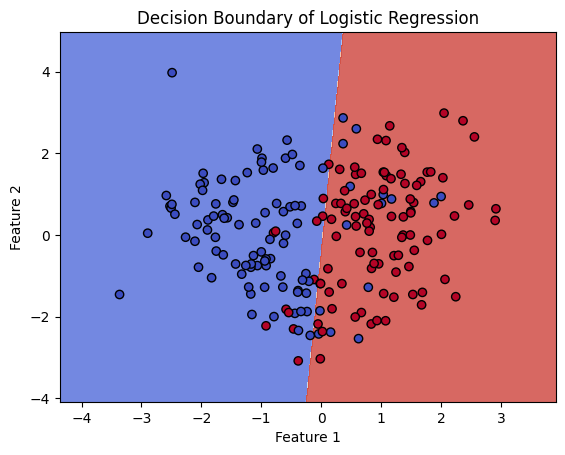 Decision Boundary of Logistic Regression
4
2
0
−2
−4
Feature 2
−4 −3 −2 −1 0 1 2 3
Feature 1